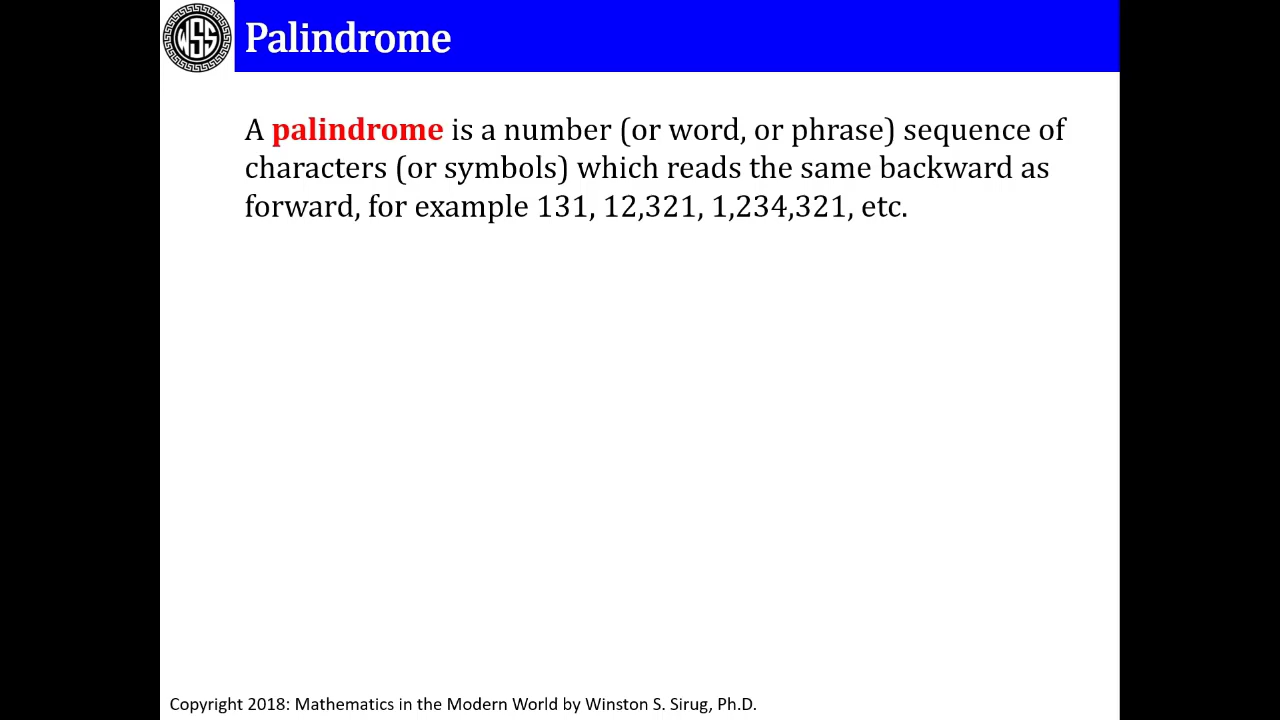 WSS
Palindrome
A palindrome is a number (or word, or phrase) sequence of
characters (or symbols) which reads the same backward as
forward, for example 131, 12,321, 1,234,321, etc.
Copyright 2018: Mathematics in the Modern World by Winston S. Sirug, Ph.D.